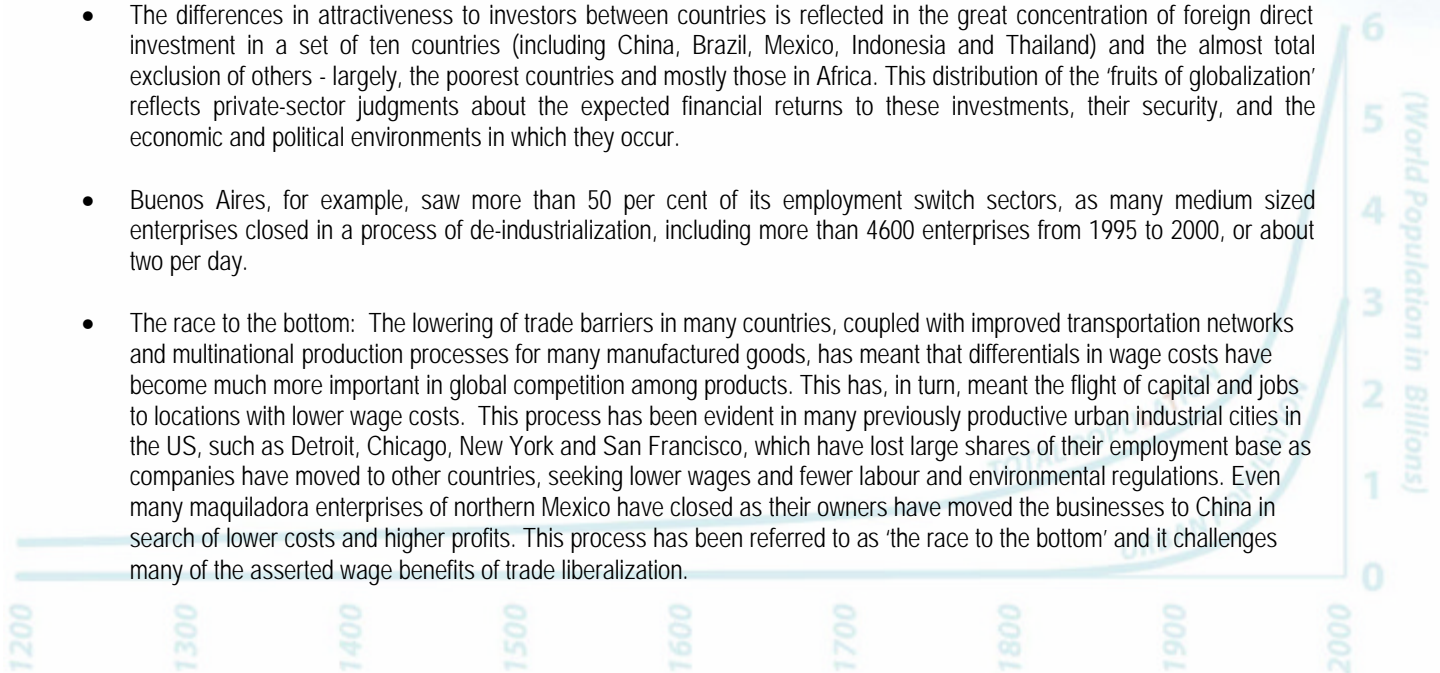 • The differences in attractiveness to investors between countries is reflected in the great concentration of foreign direct
investment in a set of ten countries (including China, Brazil, Mexico, Indonesia and Thailand) and the almost total
exclusion of others - largely, the poorest countries and mostly those in Africa. This distribution of the ‘fruits of globalization’
reflects private-sector judgments about the expected financial returns to these investments, their security, and the
economic and political environments in which they occur.
• Buenos Aires, for example, saw more than 50 per cent of its employment switch sectors, as many medium sized
enterprises closed in a process of de-industrialization, including more than 4600 enterprises from 1995 to 2000, or about
two per day.
• The race to the bottom: The lowering of trade barriers in many countries, coupled with improved transportation networks
and multinational production processes for many manufactured goods, has meant that differentials in wage costs have
become much more important in global competition among products. This has, in turn, meant the flight of capital and jobs
to locations with lower wage costs. This process has been evident in many previously productive urban industrial cities in
the US, such as Detroit, Chicago, New York and San Francisco, which have lost large shares of their employment base as
companies have moved to other countries, seeking lower wages and fewer labour and environmental regulations. Even
many maquiladora enterprises of northern Mexico have closed as their owners have moved the businesses to China in
search of lower costs and higher profits. This process has been referred to as ‘the race to the bottom’ and it challenges
many of the asserted wage benefits of trade liberalization.
6
5
4
3
2
1
0
(World Population in Billions)
TOTAL POPULATION
URBAN POPULATION
1200
1300
1400
1500
1600
1700
1800
1900
2000